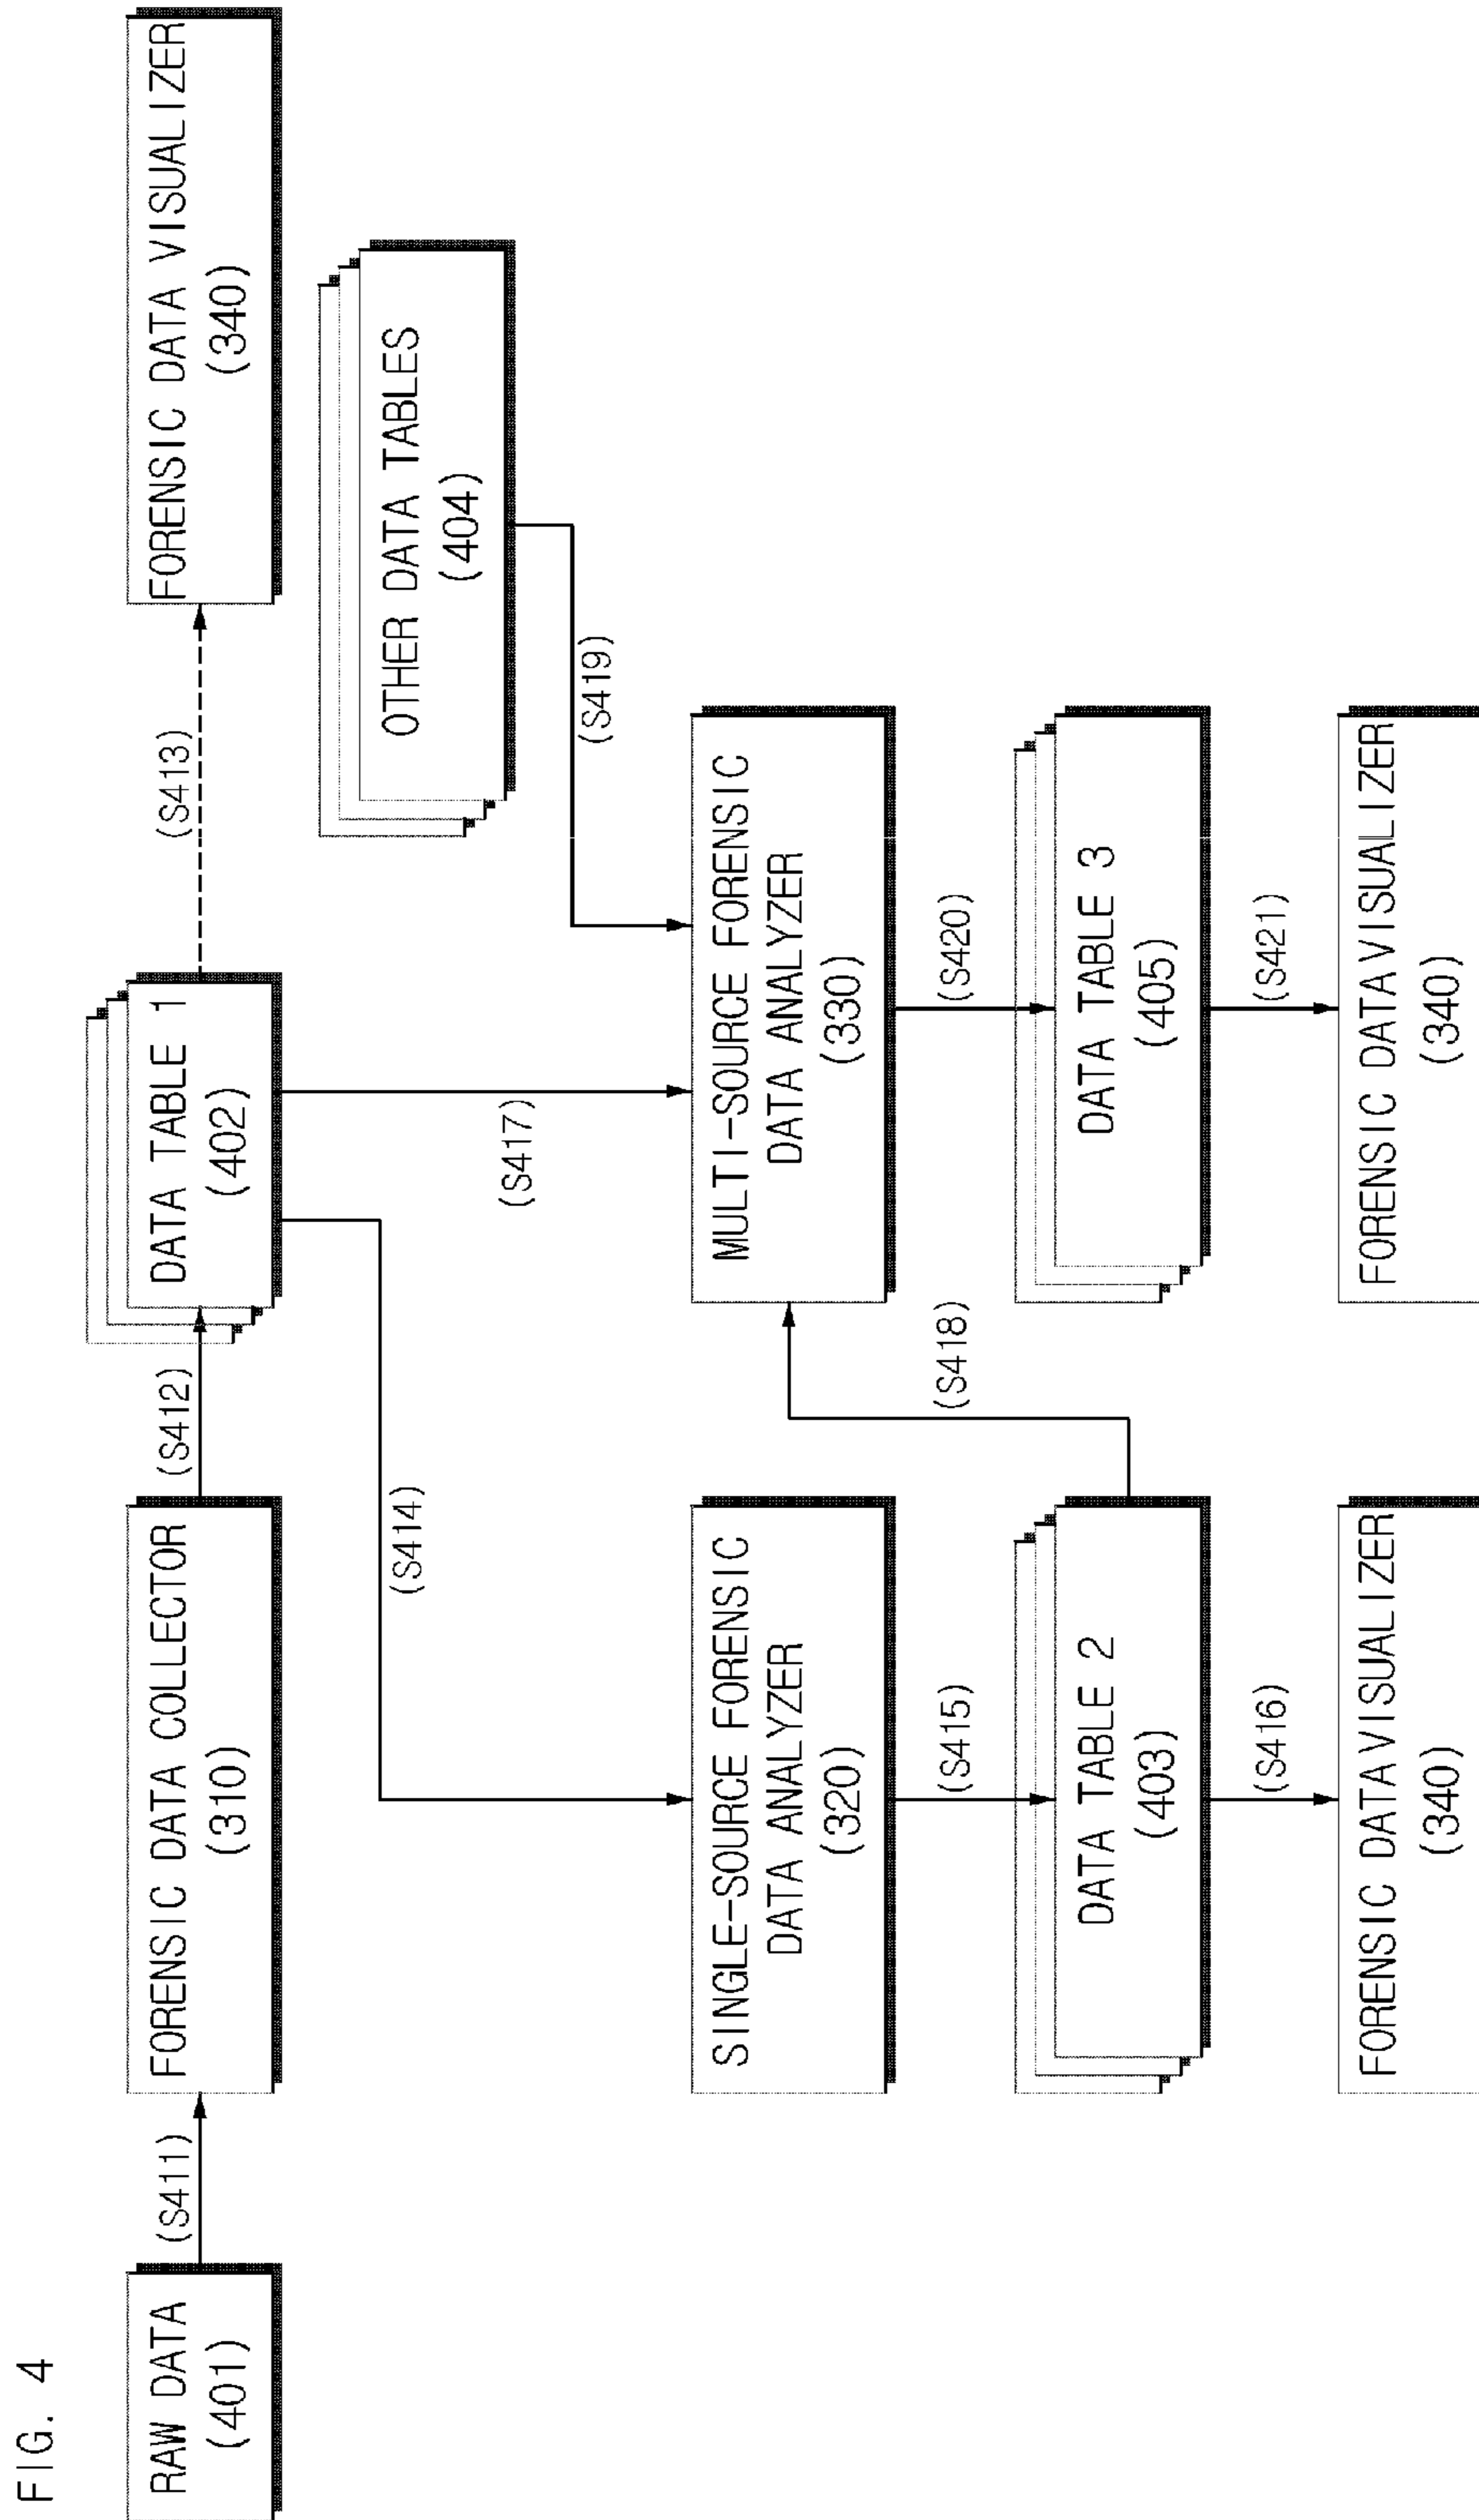 FIG. 4
RAW DATA
(401)
(S411)
FORENSIC DATA COLLECTOR
(310)
(S412)
DATA TABLE 1
(402)
(S413)
FORENSIC DATA VISUALIZER
(340)
OTHER DATA TABLES
(404)
(S414)
(S417)
(S419)
SINGLE-SOURCE FORENSIC
DATA ANALYZER
(320)
MULTI-SOURCE FORENSIC
DATA ANALYZER
(330)
(S415)
(S418)
(S420)
DATA TABLE 2
(403)
DATA TABLE 3
(405)
(S416)
(S421)
FORENSIC DATA VISUALIZER
(340)
FORENSIC DATA VISUALIZER
(340)